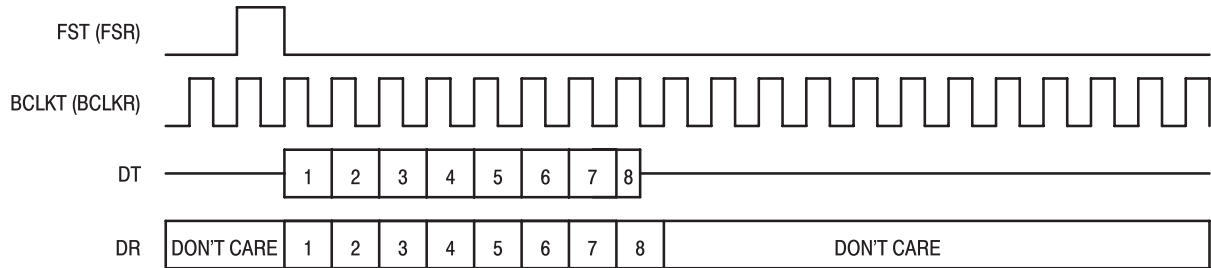 FST (FSR)
BCLKT (BCLKR)
DT 1 2 3 4 5 6 7 8
DR DON'T CARE 1 2 3 4 5 6 7 8 DON'T CARE